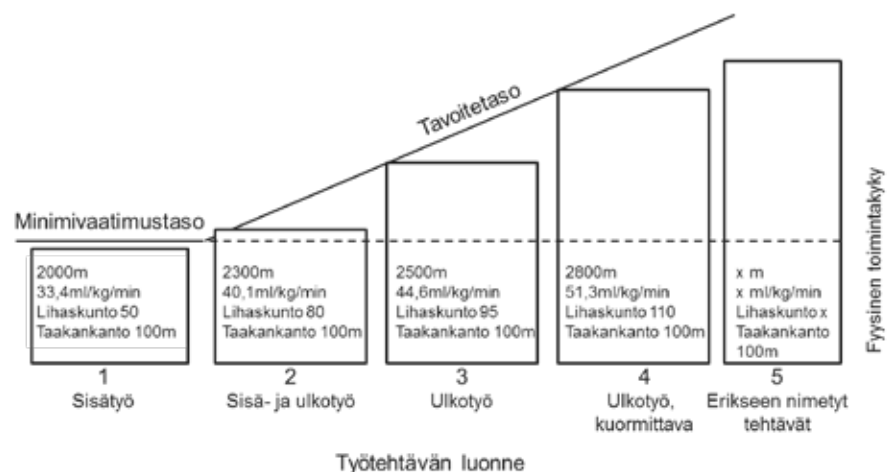 Tavoitetaso
Minimivaatimustaso
2000m
33,4ml/kg/min
Lihaskunto 50
Taakankanto 100m
2300m
40,1ml/kg/min
Lihaskunto 80
Taakankanto 100m
2500m
44,6ml/kg/min
Lihaskunto 95
Taakankanto 100m
2800m
51,3ml/kg/min
Lihaskunto 110
Taakankanto 100m
x m
x ml/kg/min
Lihaskunto x
Taakankanto
100m
1
Sisätyö
2
Sisä- ja ulkotyö
3
Ulkotyö
4
Ulkotyö,
kuormittava
5
Erikseen nimetyt
tehtävät
Työtehtävän luonne
Fyysinen toimintakyky